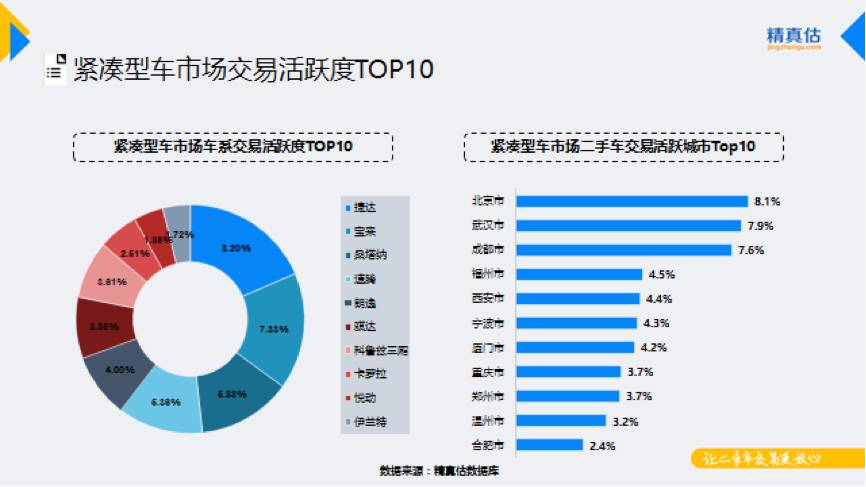 精真估
jingzhengu.com
紧凑型车市场交易活跃度TOP10
紧凑型车市场车系交易活跃度TOP10
紧凑型车市场二手车交易活跃城市Top10
8.20%
7.33%
5.36%
4.00%
3.35%
3.61%
2.51%
1.86%
1.72%
捷达
宝来
桑塔纳
速腾
朗逸
骐达
科鲁兹三厢
卡罗拉
悦动
伊兰特
北京市 8.1%
武汉市 7.9%
成都市 7.6%
福州市 4.5%
西安市 4.4%
宁波市 4.3%
厦门市 4.2%
重庆市 3.7%
郑州市 3.7%
温州市 3.2%
合肥市 2.4%
让二手车交易更放心
数据来源：精真估数据库